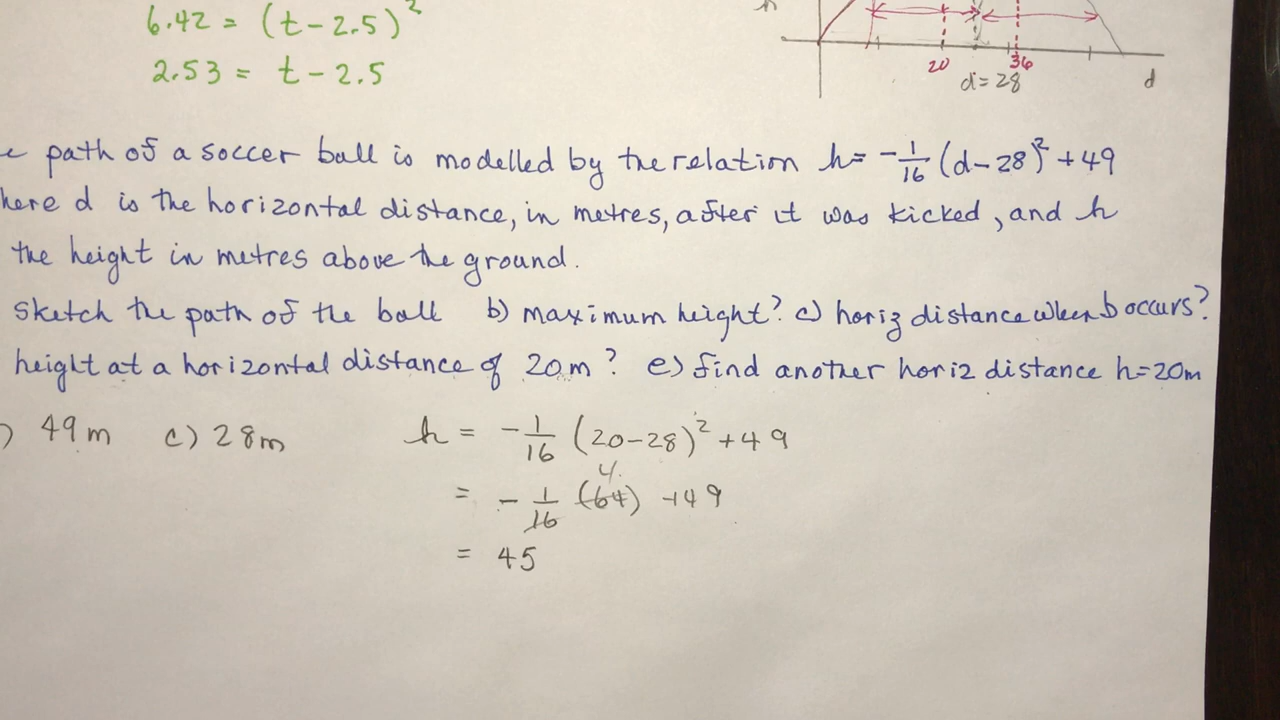 6.42 = (t-2.5)²
2.53 = t-2.5
h
20
36
d=28
d
path of a soccer ball is modelled by the relation h= -1/16 (d-28)² +49
here d is the horizontal distance, in metres, after it was kicked, and h
the height in metres above the ground.
sketch the path of the ball b) maximum height? c) horiz distance when b occurs?
height at a horizontal distance of 20m? e) find another horiz distance h=20m
) 49m c) 28m
h = -1/16 (20-28)² +49
4
= -1/16 (64) +49
= 45